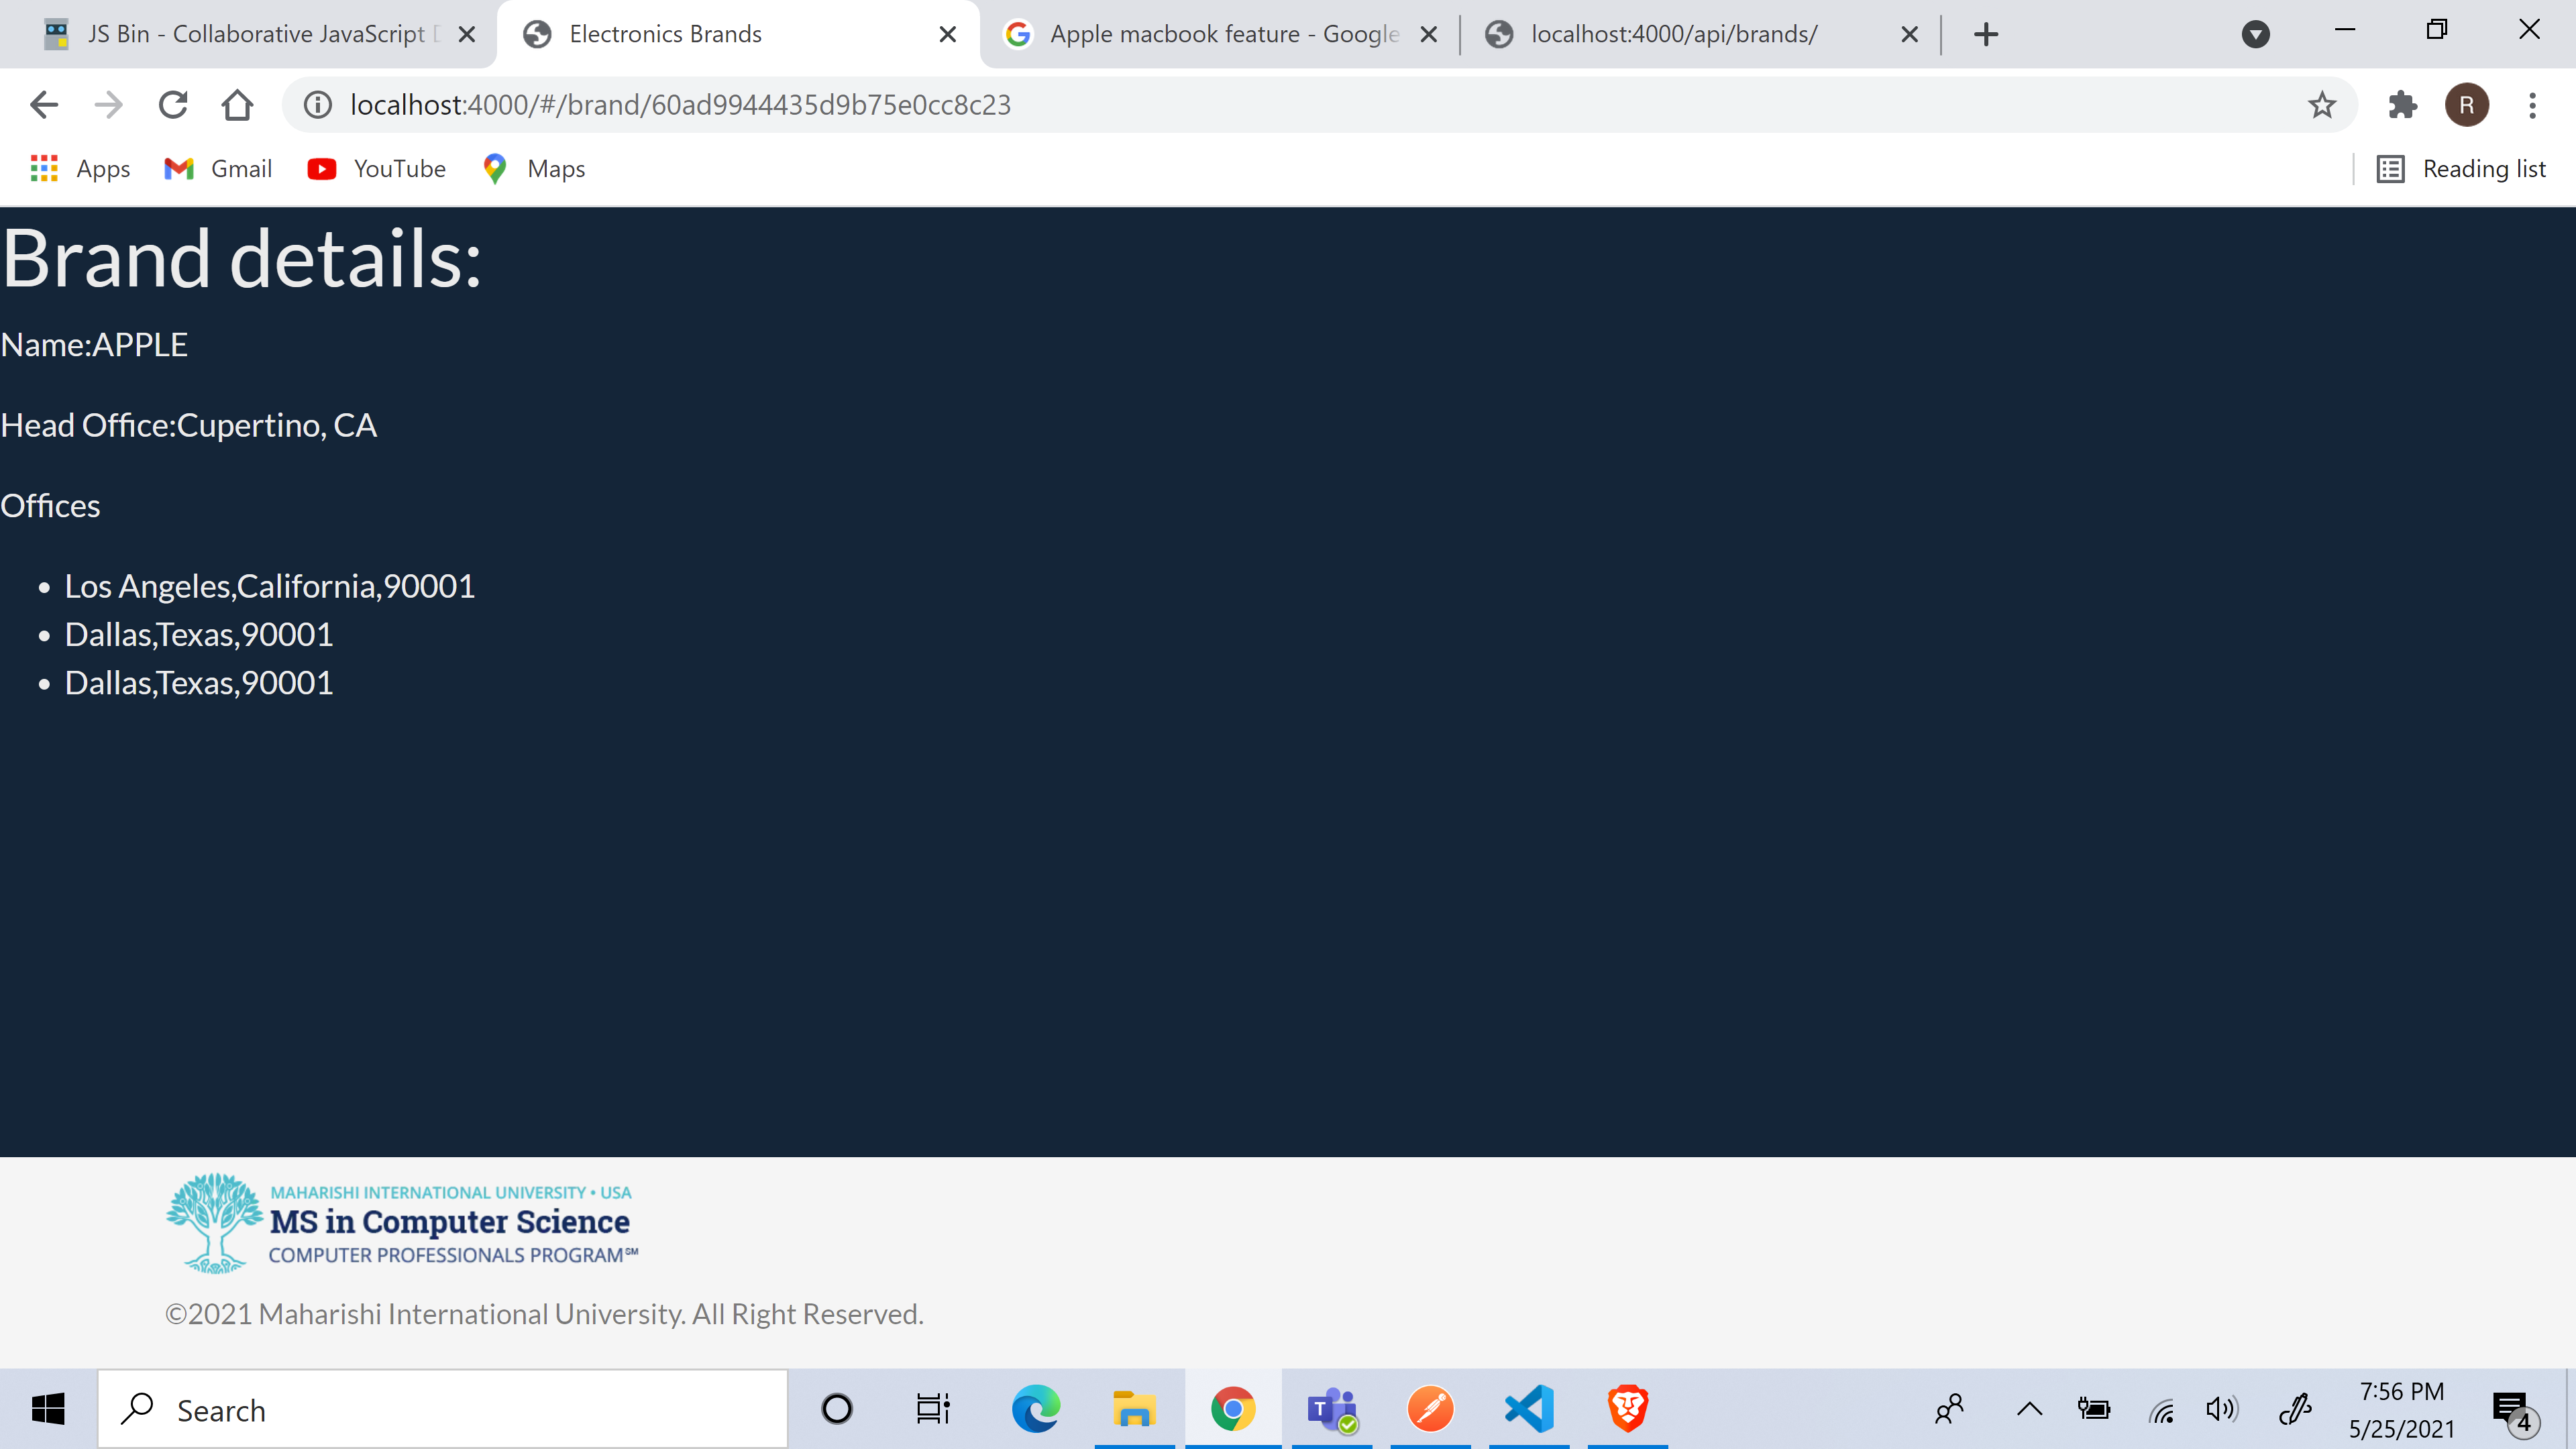 JS Bin - Collaborative JavaScript
Electronics Brands
Apple macbook feature - Google
localhost:4000/api/brands/
localhost:4000/#/brand/60ad9944435d9b75e0cc8c23
R
Apps
Gmail
YouTube
Maps
Reading list
Brand details:
Name:APPLE
Head Office:Cupertino, CA
Offices
• Los Angeles,California,90001
• Dallas,Texas,90001
• Dallas,Texas,90001
MAHARISHI INTERNATIONAL UNIVERSITY • USA
MS in Computer Science
COMPUTER PROFESSIONALS PROGRAM℠
©2021 Maharishi International University. All Right Reserved.
Search
T
7:56 PM
5/25/2021
4